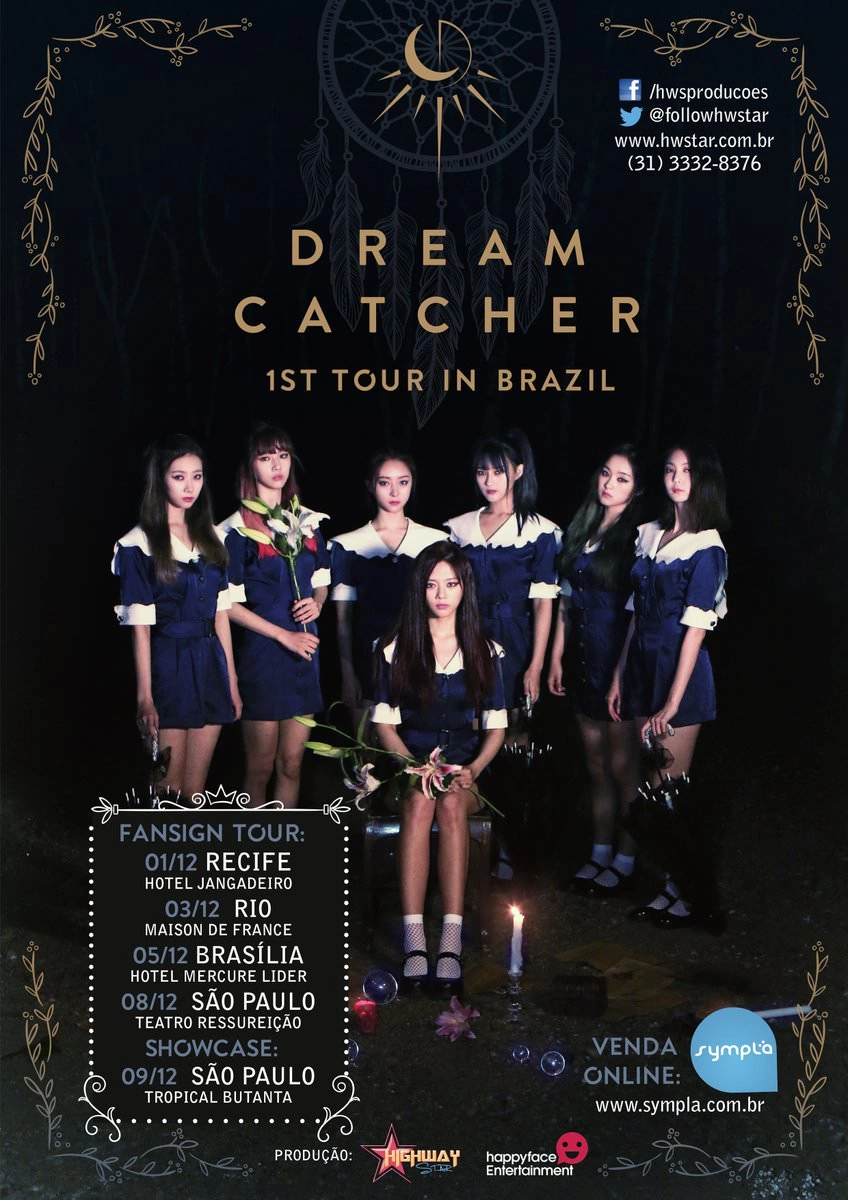 /hwsproducoes
@followhwstar
www.hwstar.com.br
(31) 3332-8376
DREAM
CATCHER
1ST TOUR IN BRAZIL
FANSIGN TOUR:
01/12 RECIFE
HOTEL JANGADEIRO
03/12 RIO
MAISON DE FRANCE
05/12 BRASÍLIA
HOTEL MERCURE LIDER
08/12 SÃO PAULO
TEATRO RESSUREIÇÃO
SHOWCASE:
09/12 SÃO PAULO
TROPICAL BUTANTA
VENDA
ONLINE:
sympla
www.sympla.com.br
PRODUÇÃO:
HIGHWAY
STAR
happyface
Entertainment